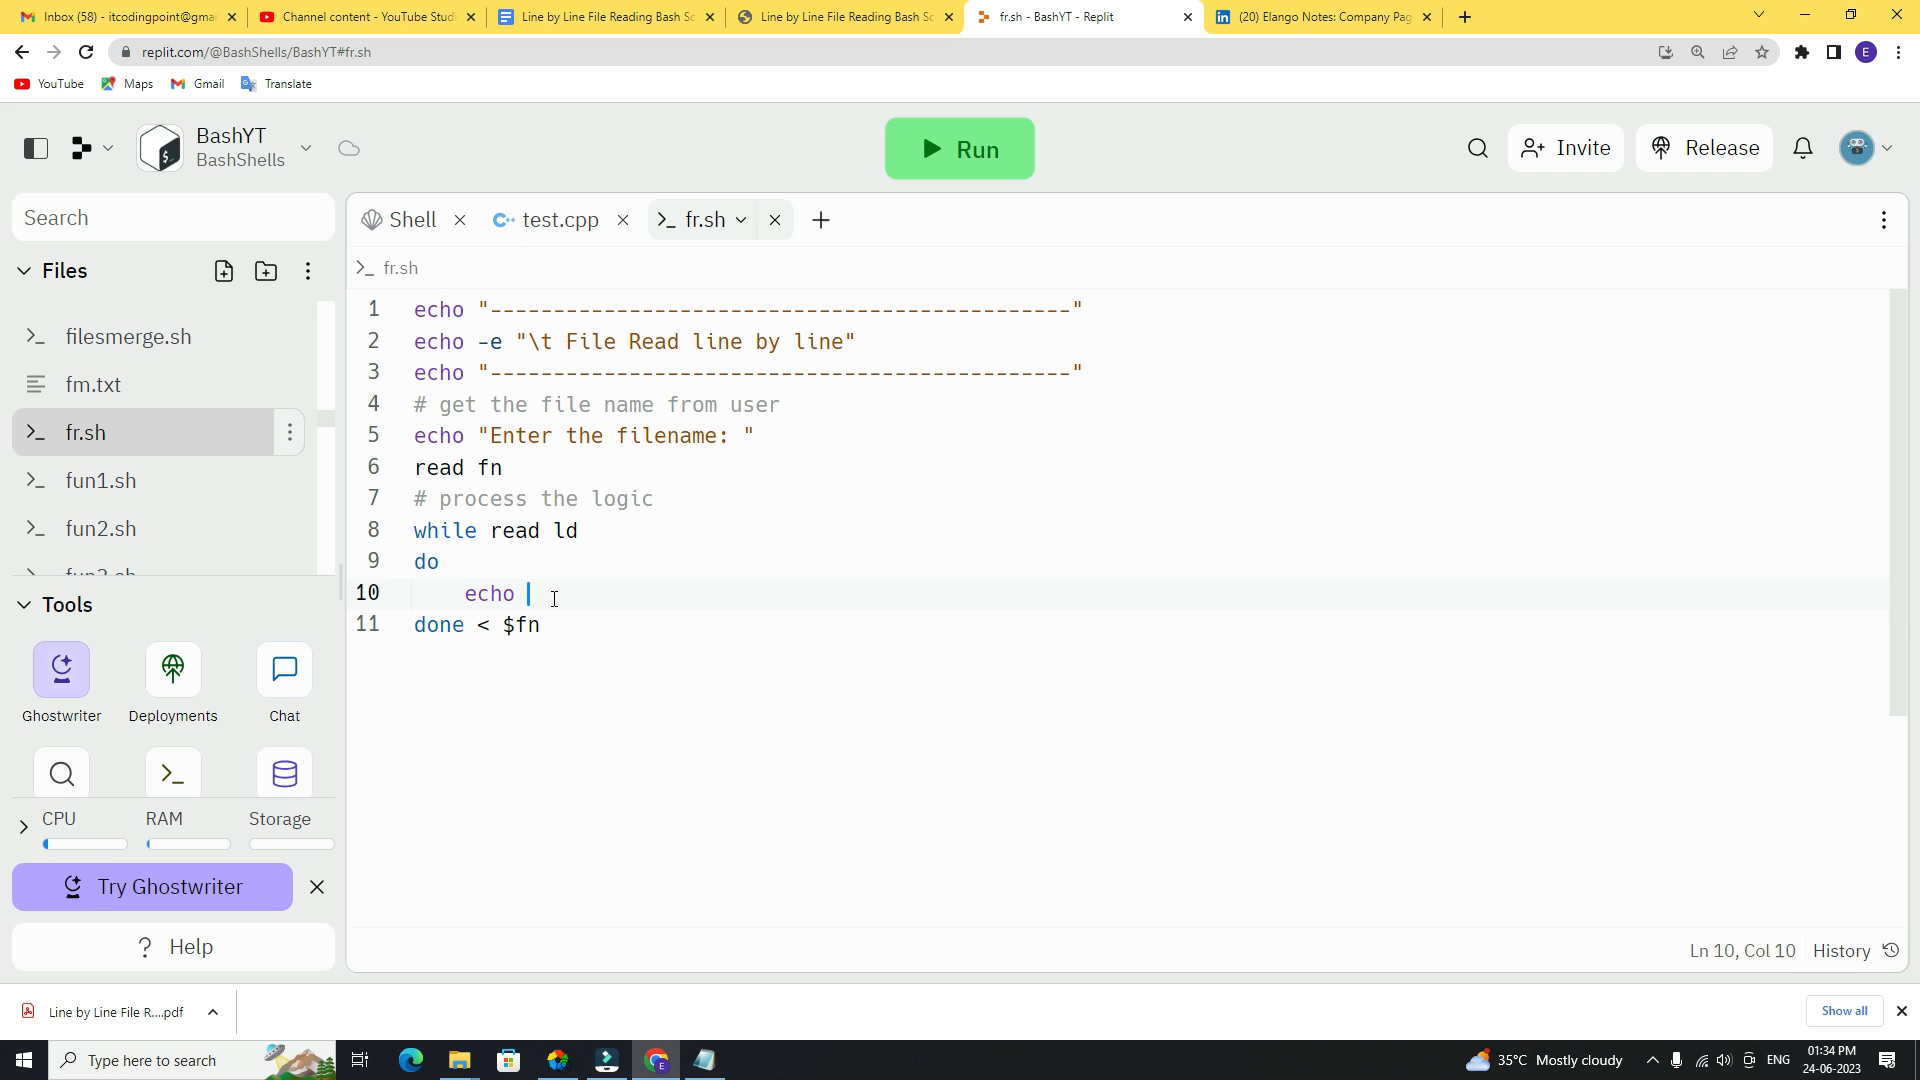 Inbox (58) - itcodingpoint@gmai
Channel content - YouTube Studi
Line by Line File Reading Bash Sc
Line by Line File Reading Bash Sc
fr.sh - BashYT - Replit
(20) Elango Notes: Company Pag
replit.com/@BashShells/BashYT#fr.sh
E
YouTube
Maps
Gmail
Translate
BashYT
BashShells
Run
Invite
Release
Search
Shell
C++ test.cpp
fr.sh
Files
fr.sh
filesmerge.sh
fm.txt
fr.sh
fun1.sh
fun2.sh
1 echo "----------------------------------------------"
2 echo -e "\t File Read line by line"
3 echo "----------------------------------------------"
4 # get the file name from user
5 echo "Enter the filename: "
6 read fn
7 # process the logic
8 while read ld
9 do
10 echo
11 done < $fn
Tools
Ghostwriter
Deployments
Chat
CPU
RAM
Storage
Try Ghostwriter
? Help
Ln 10, Col 10
History
Line by Line File R....pdf
Show all
Type here to search
35°C Mostly cloudy
ENG
01:34 PM
24-06-2023